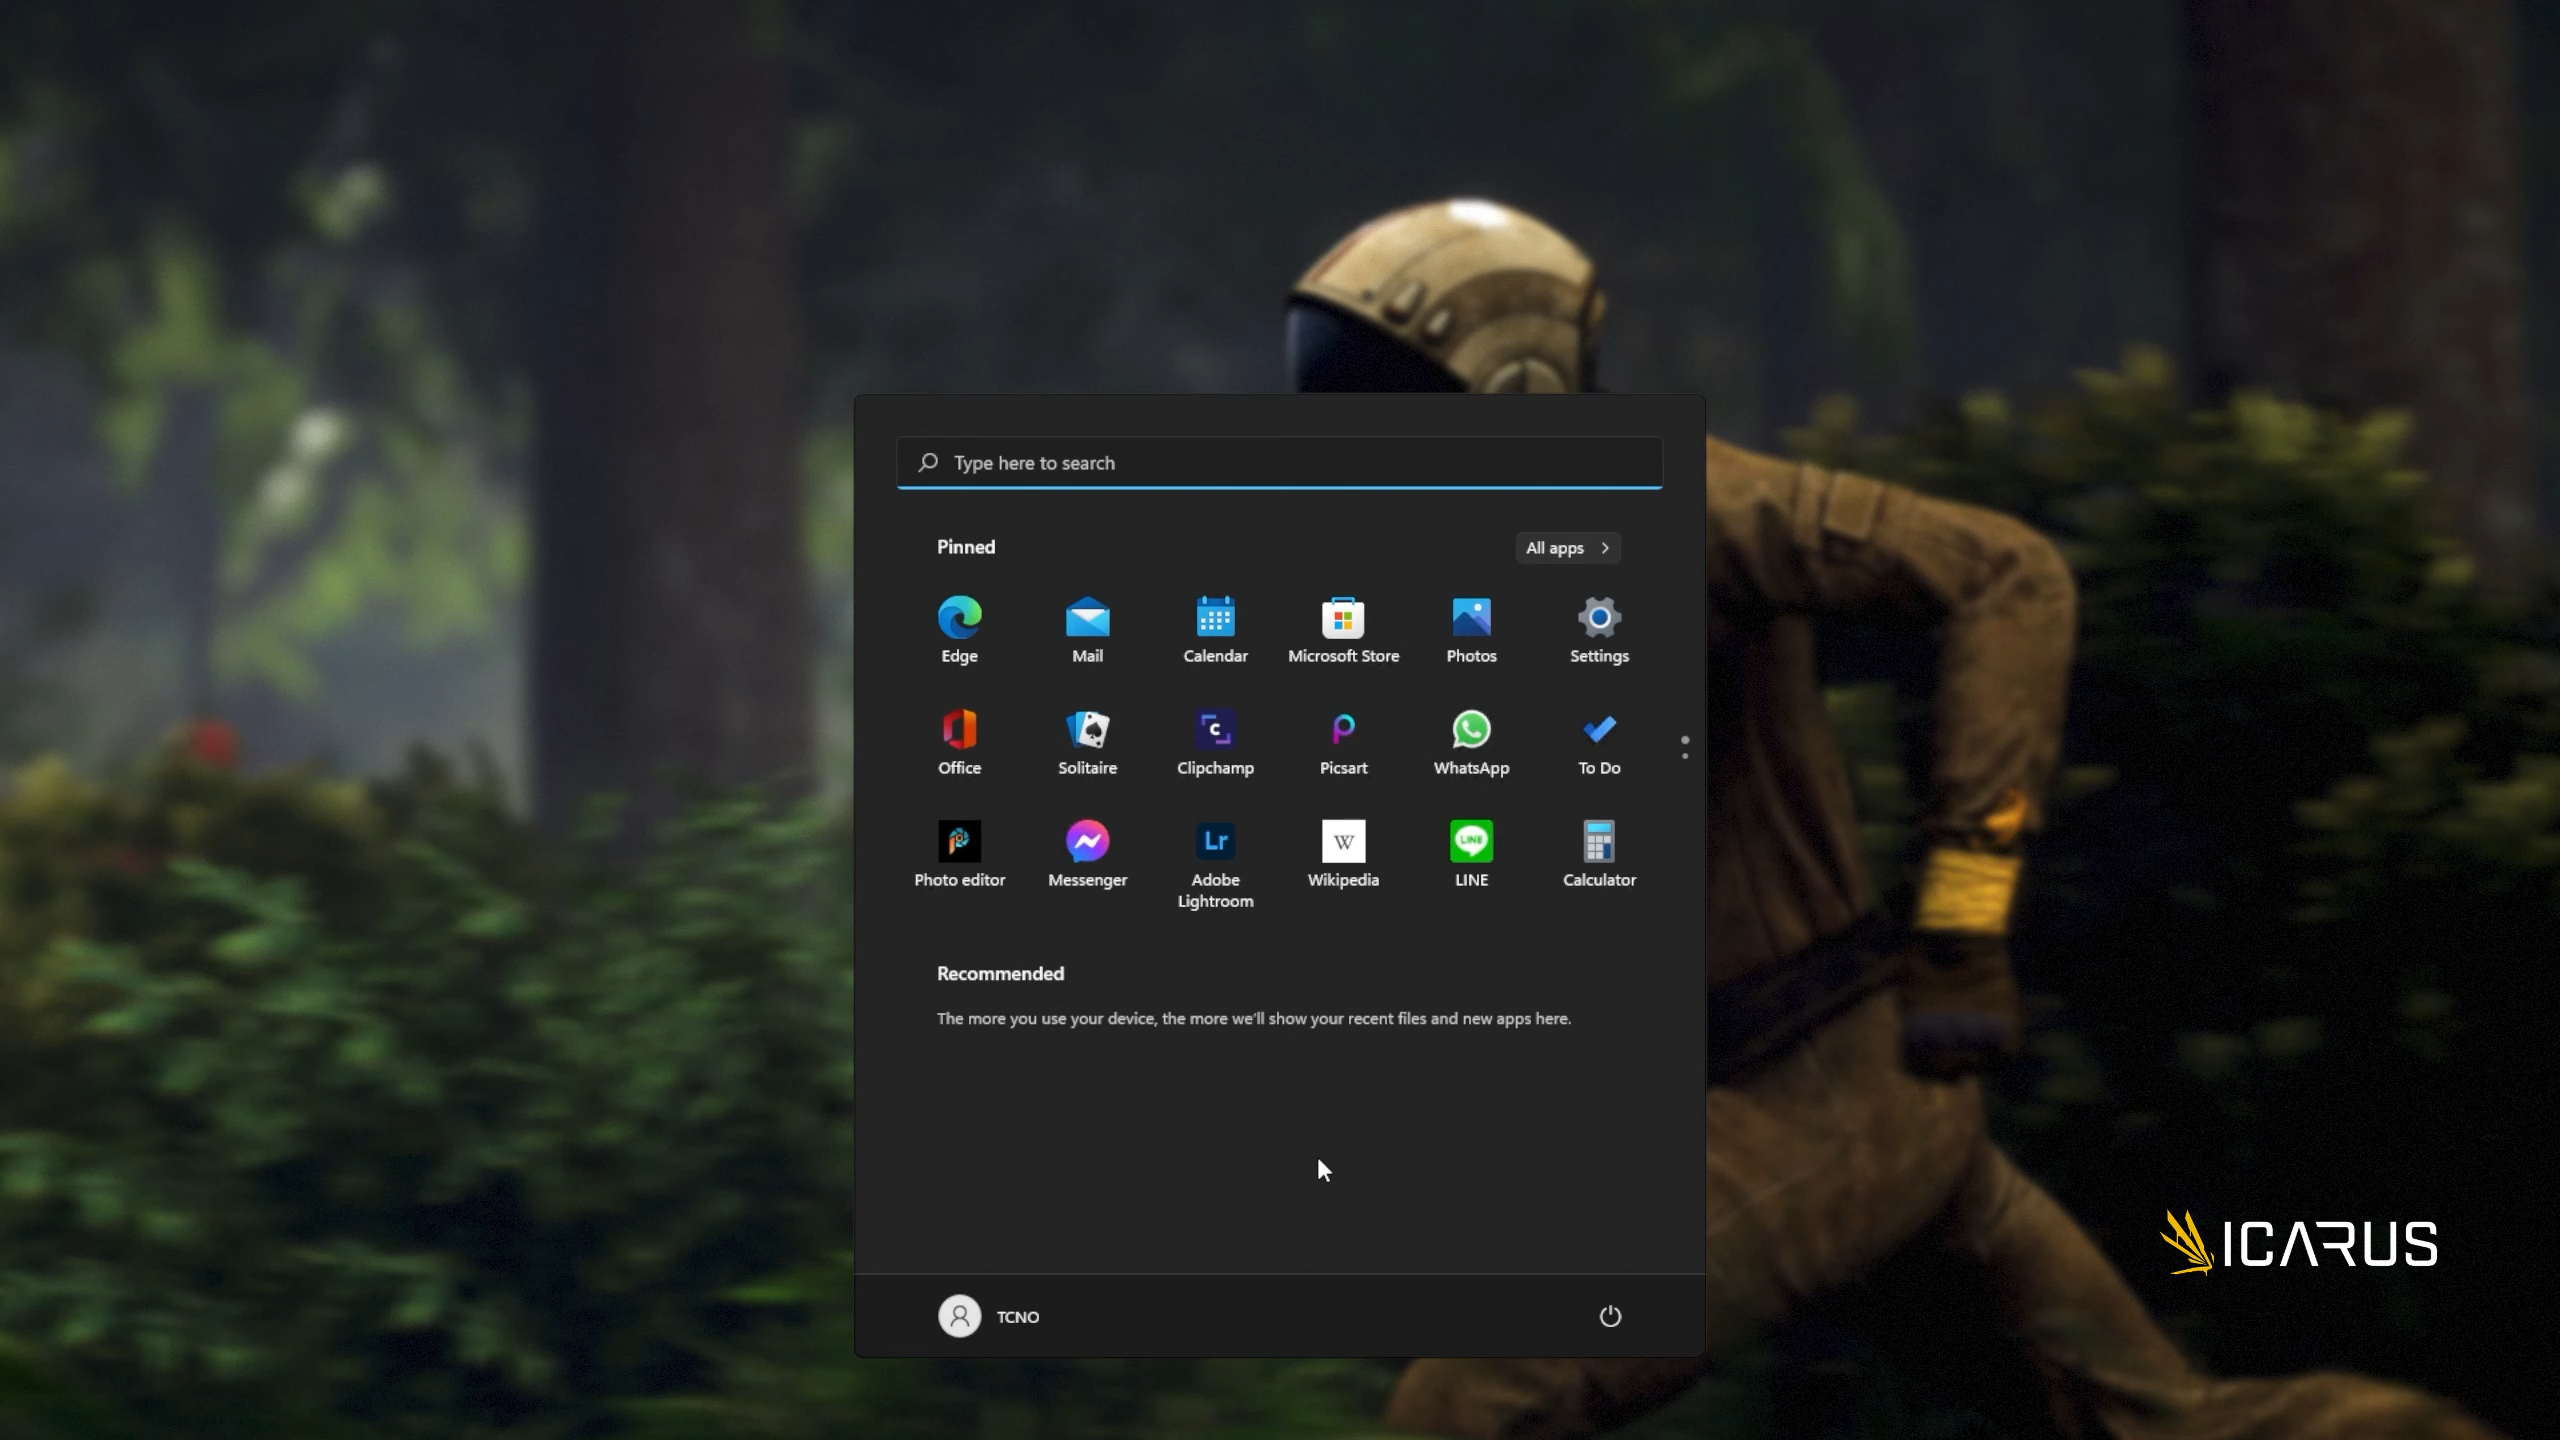 Type here to search
Pinned
All apps
Edge
Mail
Calendar
Microsoft Store
Photos
Settings
Office
Solitaire
Clipchamp
Picsart
WhatsApp
To Do
Photo editor
Messenger
Adobe
Lightroom
Wikipedia
LINE
Calculator
Recommended
The more you use your device, the more we'll show your recent files and new apps here.
ICARUS
TCNO